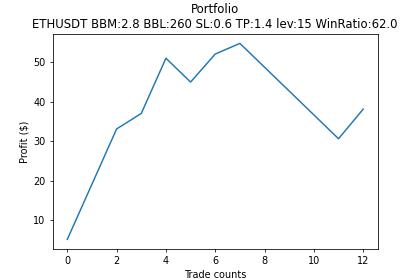 Portfolio
ETHUSDT BBM:2.8 BBL:260 SL:0.6 TP:1.4 lev:15 WinRatio:62.0
50
40
30
20
10
Profit ($)
0 2 4 6 8 10 12
Trade counts